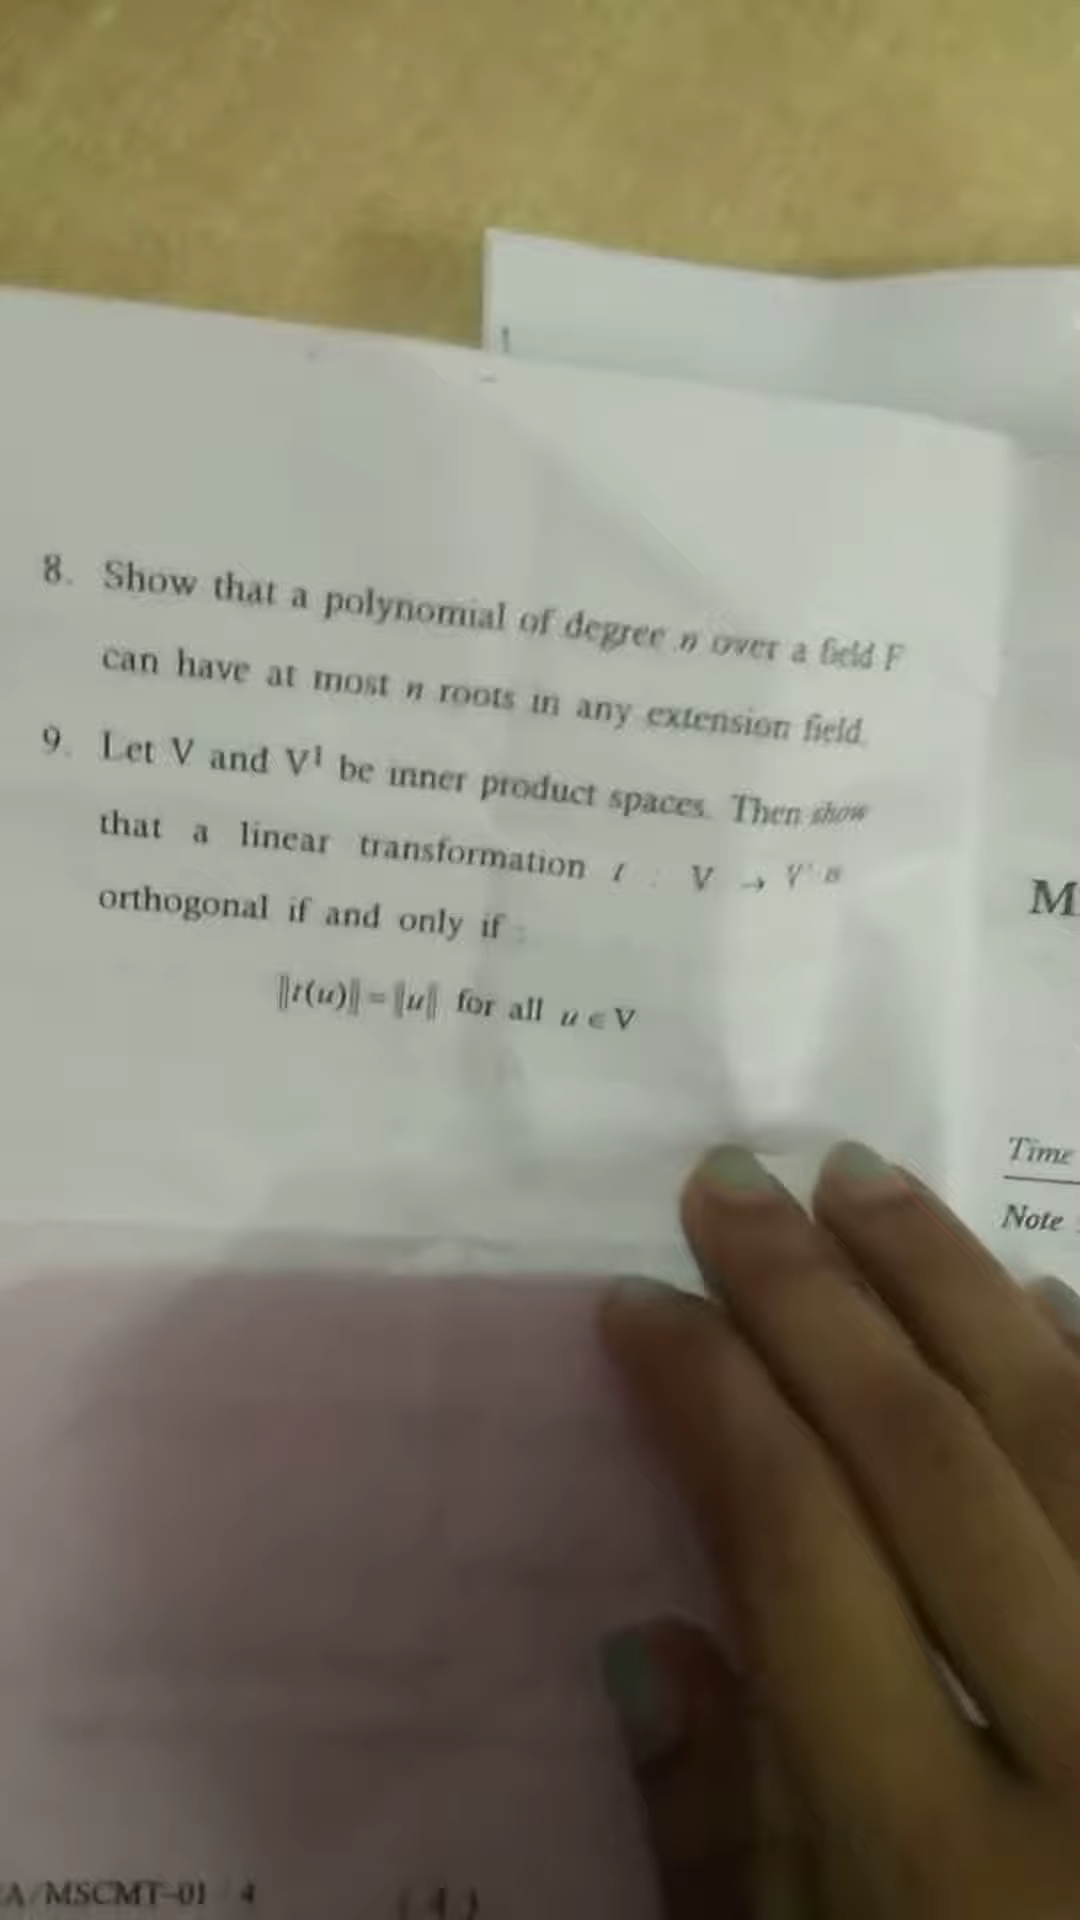 8. Show that a polynomial of degree n over a field F
can have at most n roots in any extension field.
9. Let V and V' be inner product spaces. Then show
that a linear transformation t : V → V' is
orthogonal if and only if :
||t(u)|| = ||u|| for all u ∈ V
M
Time
Note :
A/MSCMT-01 / 4
( 4 )